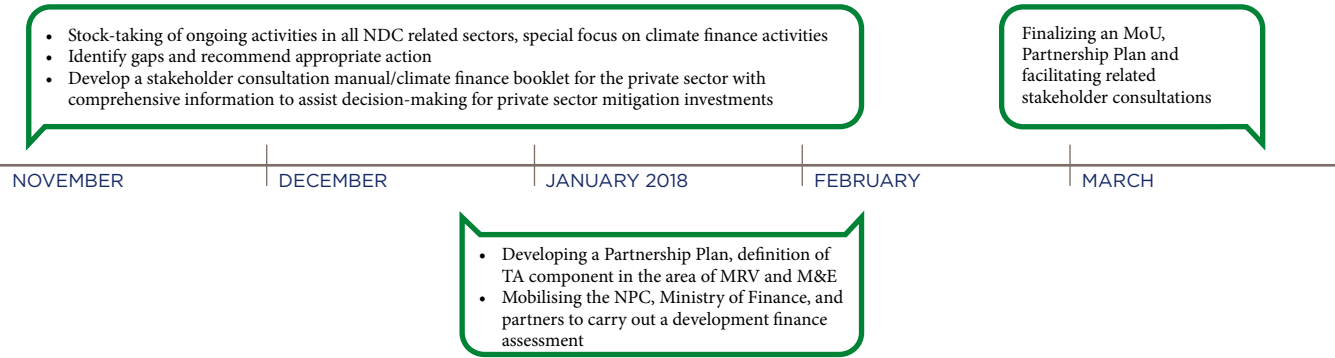 • Stock-taking of ongoing activities in all NDC related sectors, special focus on climate finance activities
• Identify gaps and recommend appropriate action
• Develop a stakeholder consultation manual/climate finance booklet for the private sector with
comprehensive information to assist decision-making for private sector mitigation investments
Finalizing an MoU,
Partnership Plan and
facilitating related
stakeholder consultations
NOVEMBER
DECEMBER
JANUARY 2018
FEBRUARY
MARCH
• Developing a Partnership Plan, definition of
TA component in the area of MRV and M&E
• Mobilising the NPC, Ministry of Finance, and
partners to carry out a development finance
assessment